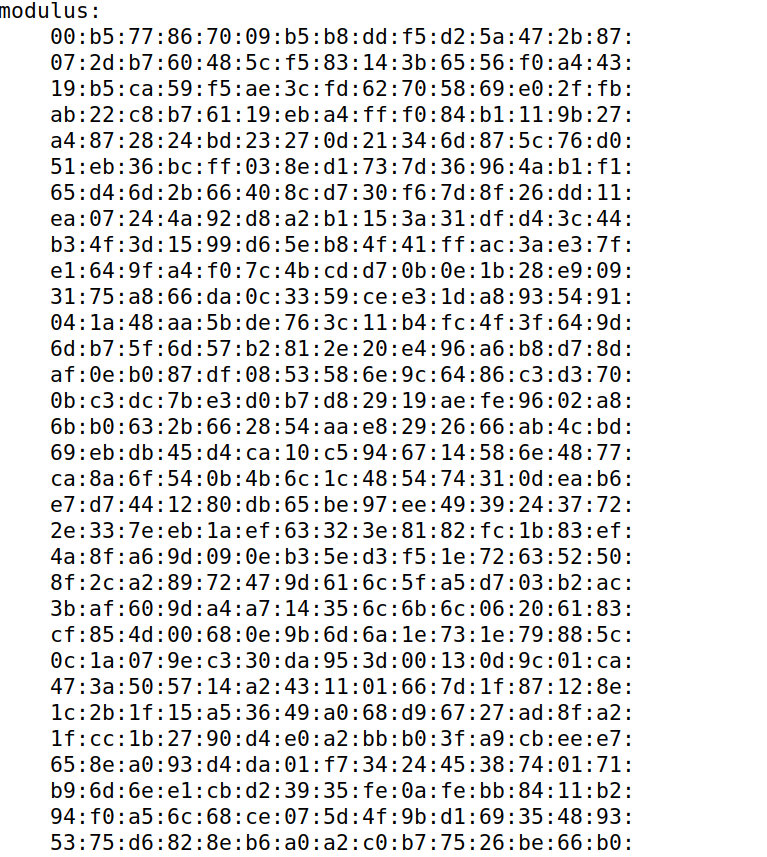 modulus:
00:b5:77:86:70:09:b5:b8:dd:f5:d2:5a:47:2b:87:
07:2d:b7:60:48:5c:f5:83:14:3b:65:56:f0:a4:43:
19:b5:ca:59:f5:ae:3c:fd:62:70:58:69:e0:2f:fb:
ab:22:c8:b7:61:19:eb:a4:ff:f0:84:b1:11:9b:27:
a4:87:28:24:bd:23:27:0d:21:34:6d:87:5c:76:d0:
51:eb:36:bc:ff:03:8e:d1:73:7d:36:96:4a:b1:f1:
65:d4:6d:2b:66:40:8c:d7:30:f6:7d:8f:26:dd:11:
ea:07:24:4a:92:d8:a2:b1:15:3a:31:df:d4:3c:44:
b3:4f:3d:15:99:d6:5e:b8:4f:41:ff:ac:3a:e3:7f:
e1:64:9f:a4:f0:7c:4b:cd:d7:0b:0e:1b:28:e9:09:
31:75:a8:66:da:0c:33:59:ce:e3:1d:a8:93:54:91:
04:1a:48:aa:5b:de:76:3c:11:b4:fc:4f:3f:64:9d:
6d:b7:5f:6d:57:b2:81:2e:20:e4:96:a6:b8:d7:8d:
af:0e:b0:87:df:08:53:58:6e:9c:64:86:c3:d3:70:
0b:c3:dc:7b:e3:d0:b7:d8:29:19:ae:fe:96:02:a8:
6b:b0:63:2b:66:28:54:aa:e8:29:26:66:ab:4c:bd:
69:eb:db:45:d4:ca:10:c5:94:67:14:58:6e:48:77:
ca:8a:6f:54:0b:4b:6c:1c:48:54:74:31:0d:ea:b6:
e7:d7:44:12:80:db:65:be:97:ee:49:39:24:37:72:
2e:33:7e:eb:1a:ef:63:32:3e:81:82:fc:1b:83:ef:
4a:8f:a6:9d:09:0e:b3:5e:d3:f5:1e:72:63:52:50:
8f:2c:a2:89:72:47:9d:61:6c:5f:a5:d7:03:b2:ac:
3b:af:60:9d:a4:a7:14:35:6c:6b:6c:06:20:61:83:
cf:85:4d:00:68:0e:9b:6d:6a:1e:73:1e:79:88:5c:
0c:1a:07:9e:c3:30:da:95:3d:00:13:0d:9c:01:ca:
47:3a:50:57:14:a2:43:11:01:66:7d:1f:87:12:8e:
1c:2b:1f:15:a5:36:49:a0:68:d9:67:27:ad:8f:a2:
1f:cc:1b:27:90:d4:e0:a2:bb:b0:3f:a9:cb:ee:e7:
65:8e:a0:93:d4:da:01:f7:34:24:45:38:74:01:71:
b9:6d:6e:e1:cb:d2:39:35:fe:0a:fe:bb:84:11:b2:
94:f0:a5:6c:68:ce:07:5d:4f:9b:d1:69:35:48:93:
53:75:d6:82:8e:b6:a0:a2:c0:b7:75:26:be:66:b0: